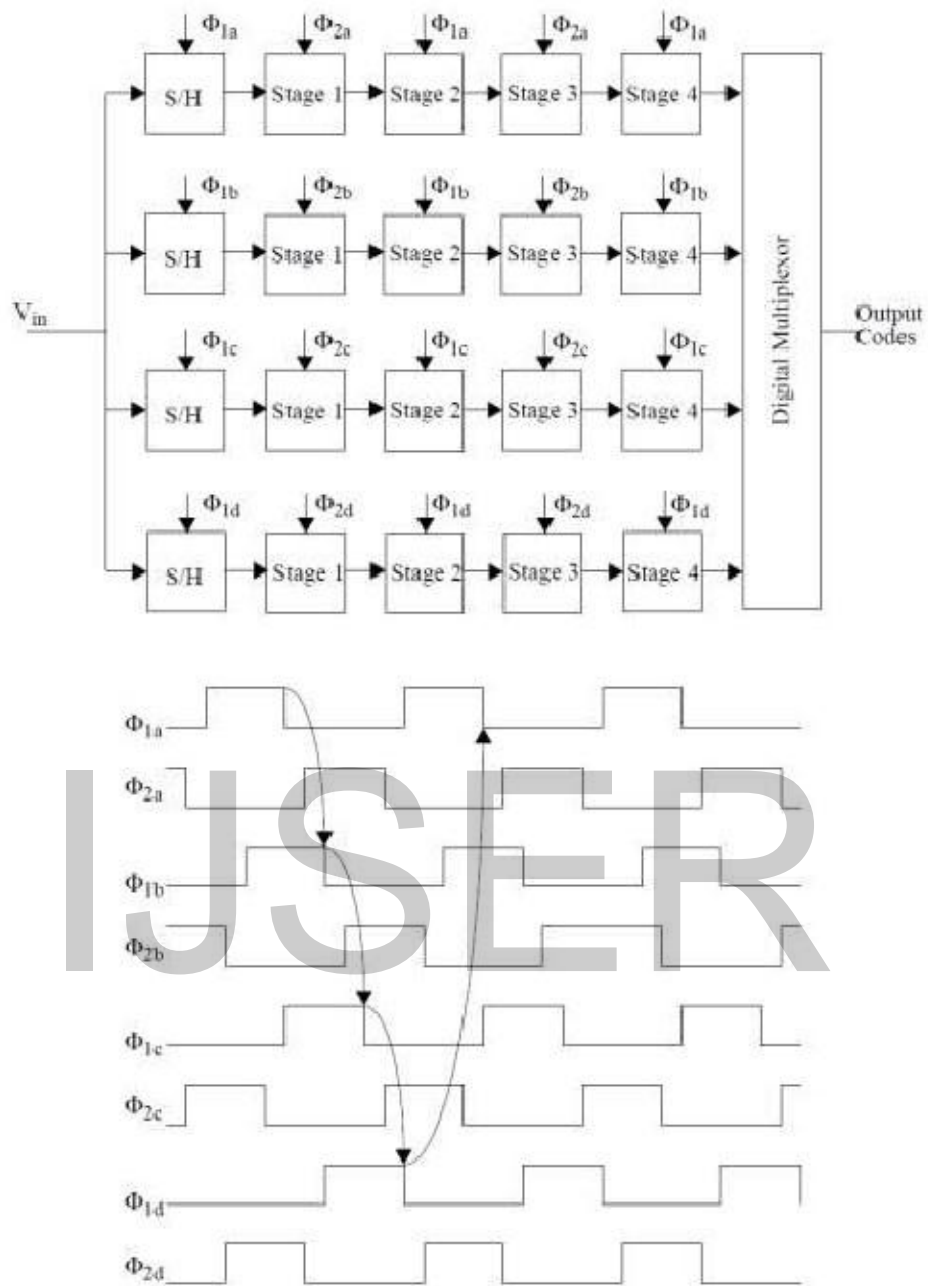 Φ1a Φ2a Φ1a Φ2a Φ1a
S/H Stage 1 Stage 2 Stage 3 Stage 4
Φ1b Φ2b Φ1b Φ2b Φ1b
S/H Stage 1 Stage 2 Stage 3 Stage 4
Vin
Φ1c Φ2c Φ1c Φ2c Φ1c
S/H Stage 1 Stage 2 Stage 3 Stage 4
Φ1d Φ2d Φ1d Φ2d Φ1d
S/H Stage 1 Stage 2 Stage 3 Stage 4
Digital Multiplexor
Output
Codes
Φ1a
Φ2a
Φ1b
Φ2b
Φ1c
Φ2c
Φ1d
Φ2d
IJSER